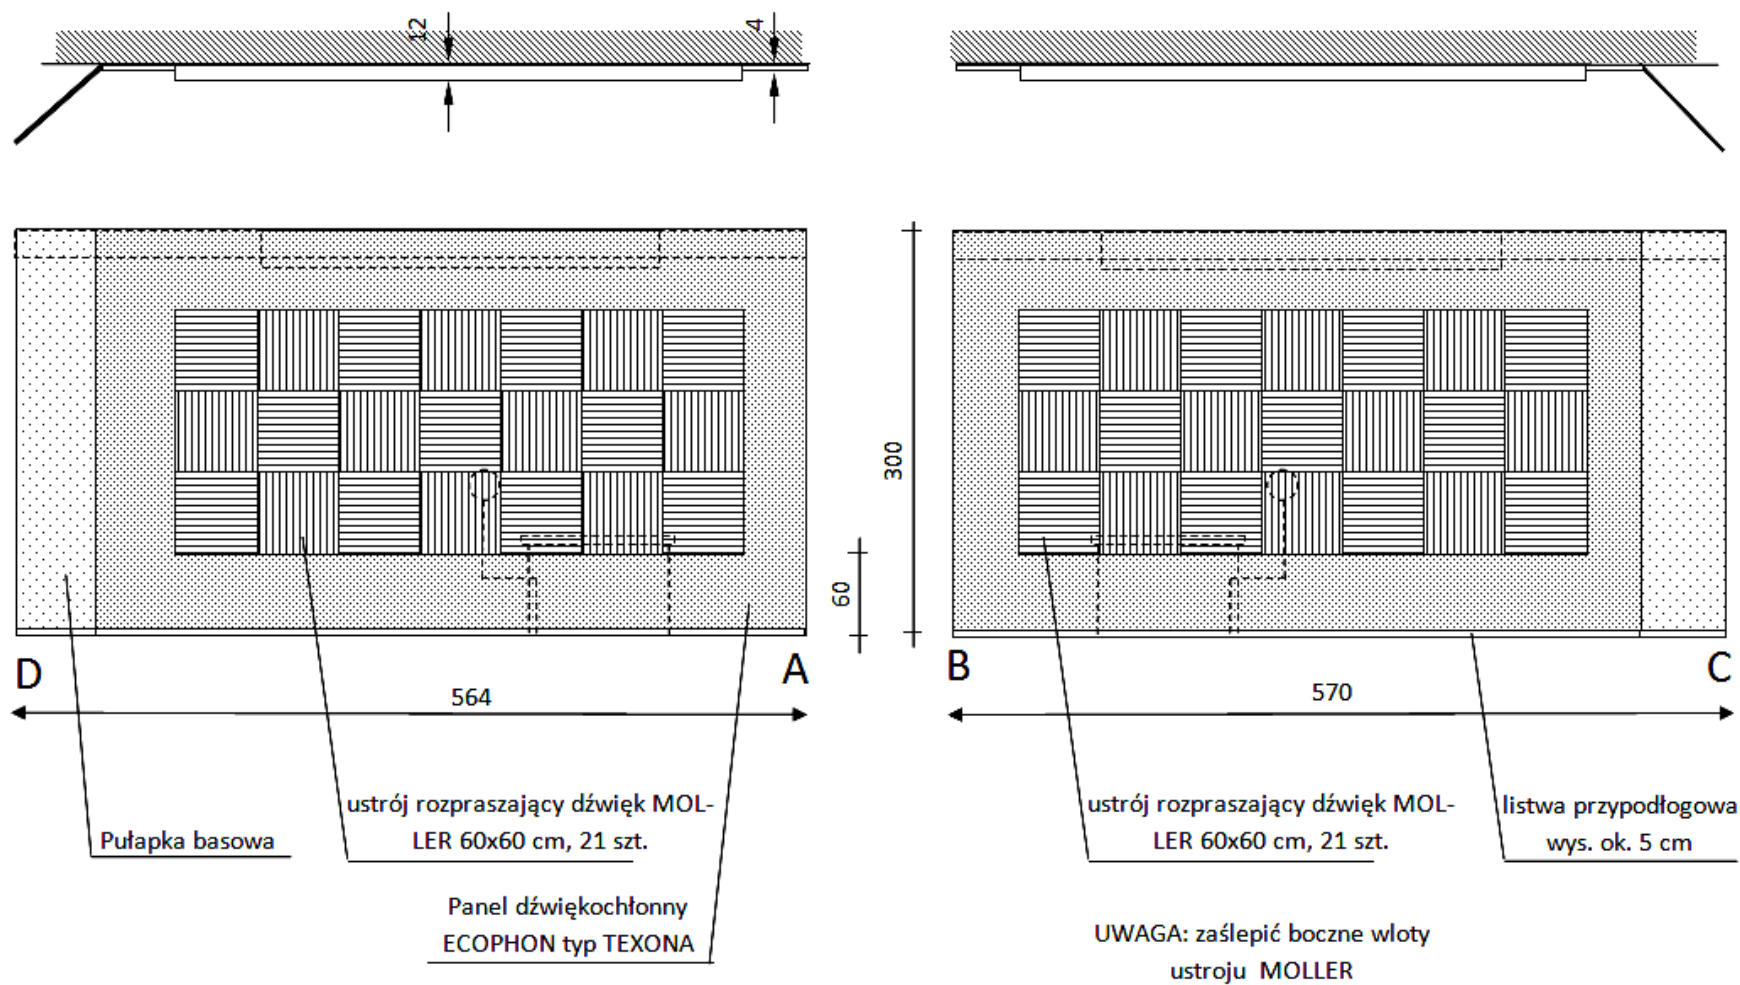 12
4
300
60
D
A
B
C
564
570
ustrój rozpraszający dźwięk MOL-
LER 60x60 cm, 21 szt.
Pułapka basowa
ustrój rozpraszający dźwięk MOL-
LER 60x60 cm, 21 szt.
listwa przypodłogowa
wys. ok. 5 cm
Panel dźwiękochłonny
ECOPHON typ TEXONA
UWAGA: zaślepić boczne wloty
ustroju MOLLER